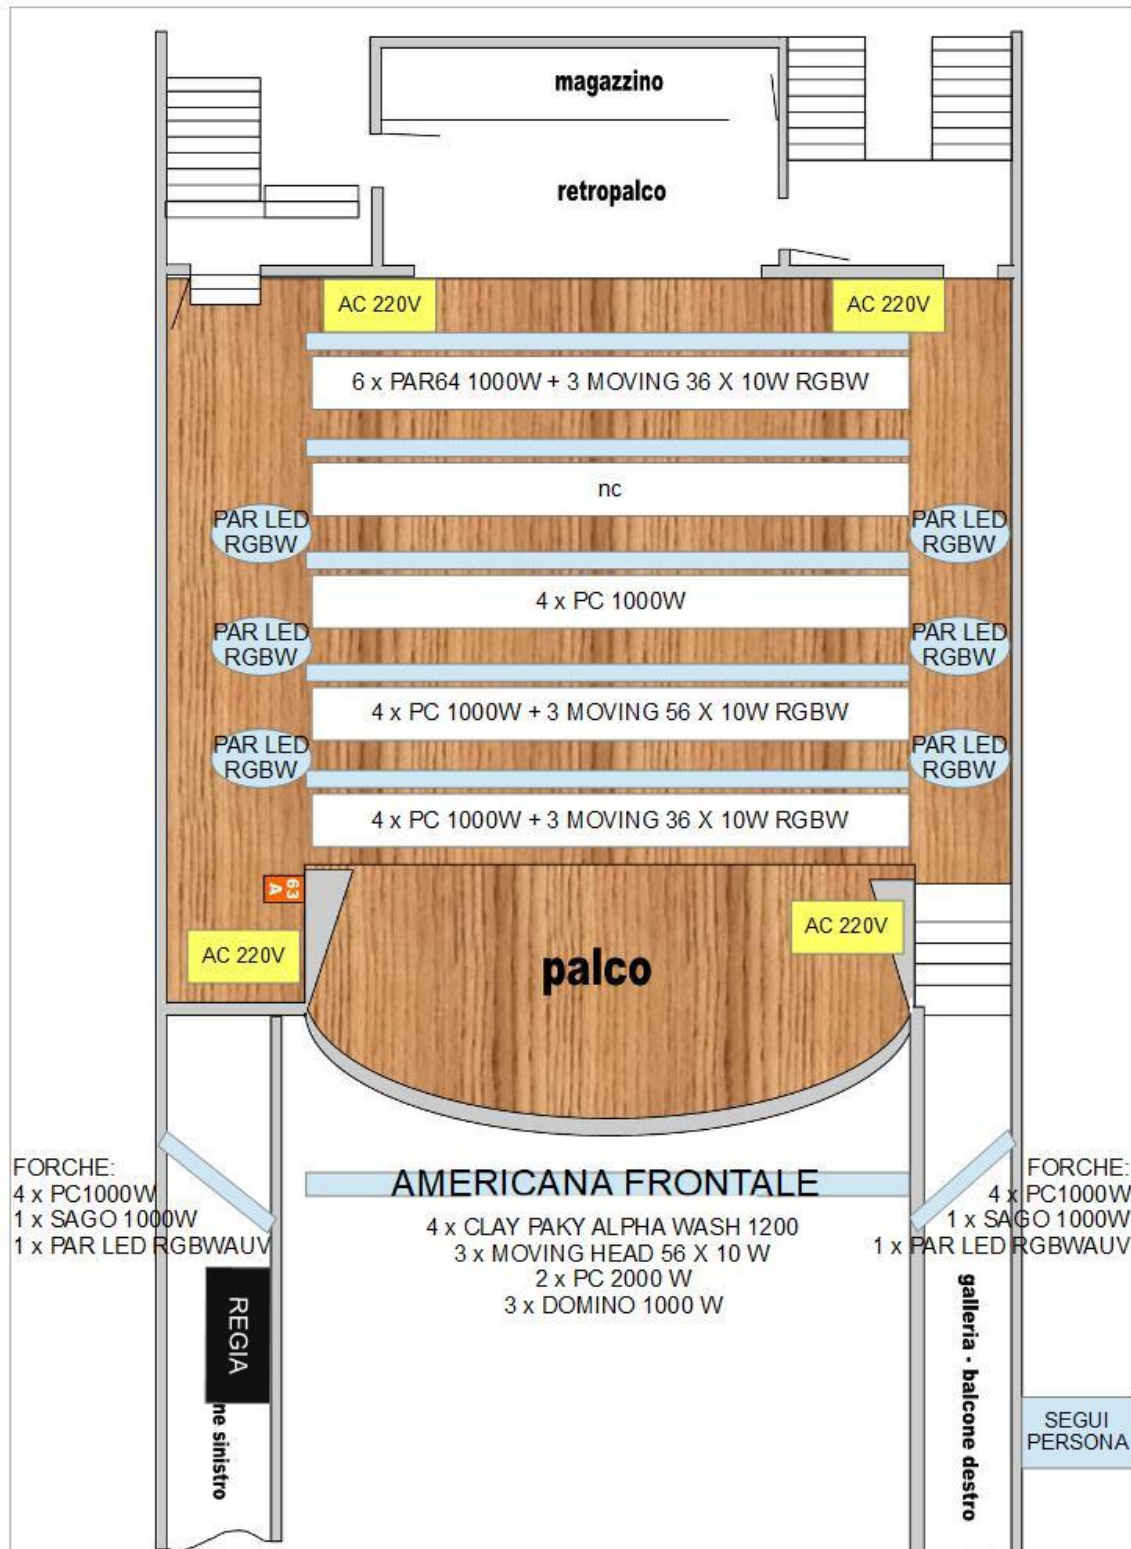 magazzino
retropalco
AC 220V
AC 220V
6 x PAR64 1000W + 3 MOVING 36 X 10W RGBW
nc
PAR LED
RGBW
PAR LED
RGBW
4 x PC 1000W
PAR LED
RGBW
PAR LED
RGBW
4 x PC 1000W + 3 MOVING 56 X 10W RGBW
PAR LED
RGBW
PAR LED
RGBW
4 x PC 1000W + 3 MOVING 36 X 10W RGBW
63
A
AC 220V
AC 220V
palco
FORCHE:
4 x PC1000W
1 x SAGO 1000W
1 x PAR LED RGBWAUV
AMERICANA FRONTALE
4 x CLAY PAKY ALPHA WASH 1200
3 x MOVING HEAD 56 X 10 W
2 x PC 2000 W
3 x DOMINO 1000 W
FORCHE:
4 x PC1000W
1 x SAGO 1000W
1 x PAR LED RGBWAUV
REGIA
ne sinistro
galleria - balcone destro
SEGUI
PERSONA